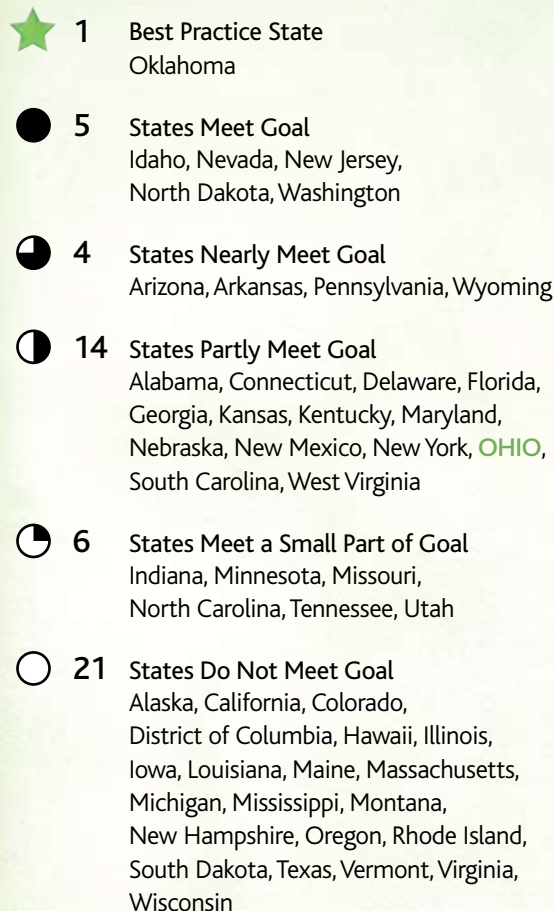 1 Best Practice State
Oklahoma
5 States Meet Goal
Idaho, Nevada, New Jersey,
North Dakota, Washington
4 States Nearly Meet Goal
Arizona, Arkansas, Pennsylvania, Wyoming
14 States Partly Meet Goal
Alabama, Connecticut, Delaware, Florida,
Georgia, Kansas, Kentucky, Maryland,
Nebraska, New Mexico, New York, OHIO,
South Carolina, West Virginia
6 States Meet a Small Part of Goal
Indiana, Minnesota, Missouri,
North Carolina, Tennessee, Utah
21 States Do Not Meet Goal
Alaska, California, Colorado,
District of Columbia, Hawaii, Illinois,
Iowa, Louisiana, Maine, Massachusetts,
Michigan, Mississippi, Montana,
New Hampshire, Oregon, Rhode Island,
South Dakota, Texas, Vermont, Virginia,
Wisconsin